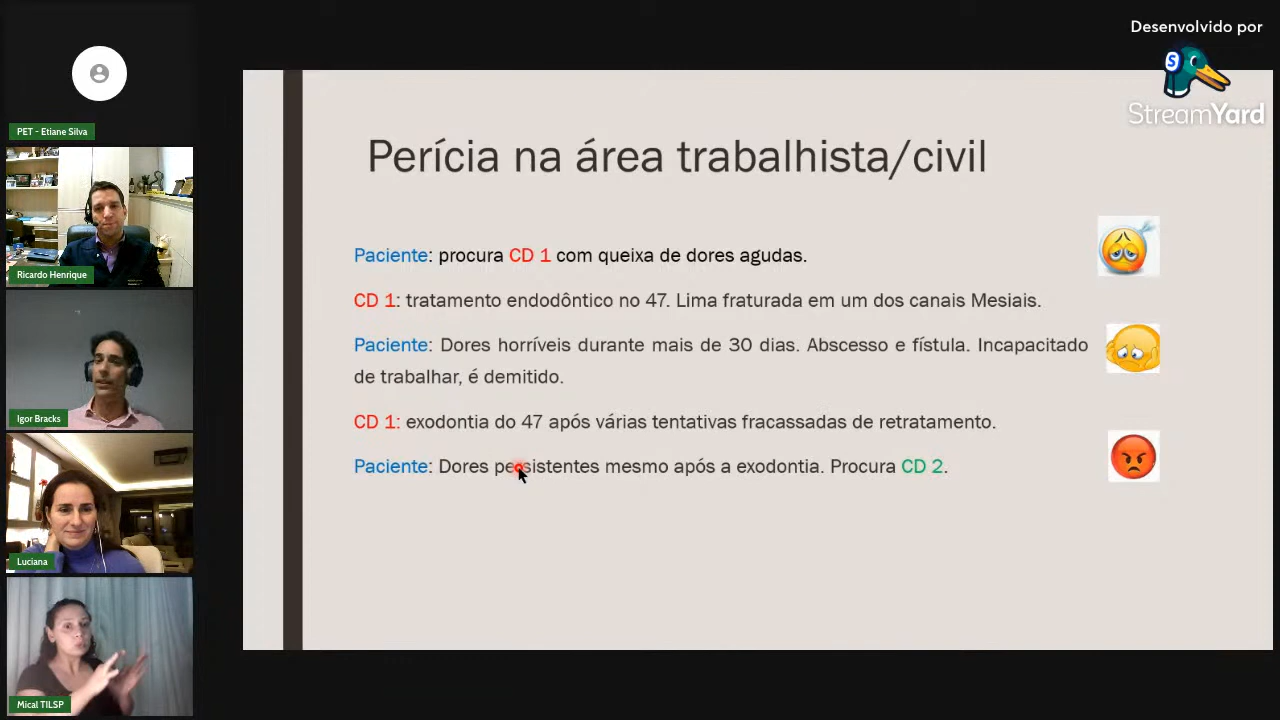 Desenvolvido por
StreamYard
PET - Etiane Silva
Ricardo Henrique
Igor Bracks
Luciana
Mical TILSP
Perícia na área trabalhista/civil
Paciente: procura CD 1 com queixa de dores agudas.
CD 1: tratamento endodôntico no 47. Lima fraturada em um dos canais Mesiais.
Paciente: Dores horríveis durante mais de 30 dias. Abscesso e fístula. Incapacitado
de trabalhar, é demitido.
CD 1: exodontia do 47 após várias tentativas fracassadas de retratamento.
Paciente: Dores persistentes mesmo após a exodontia. Procura CD 2.